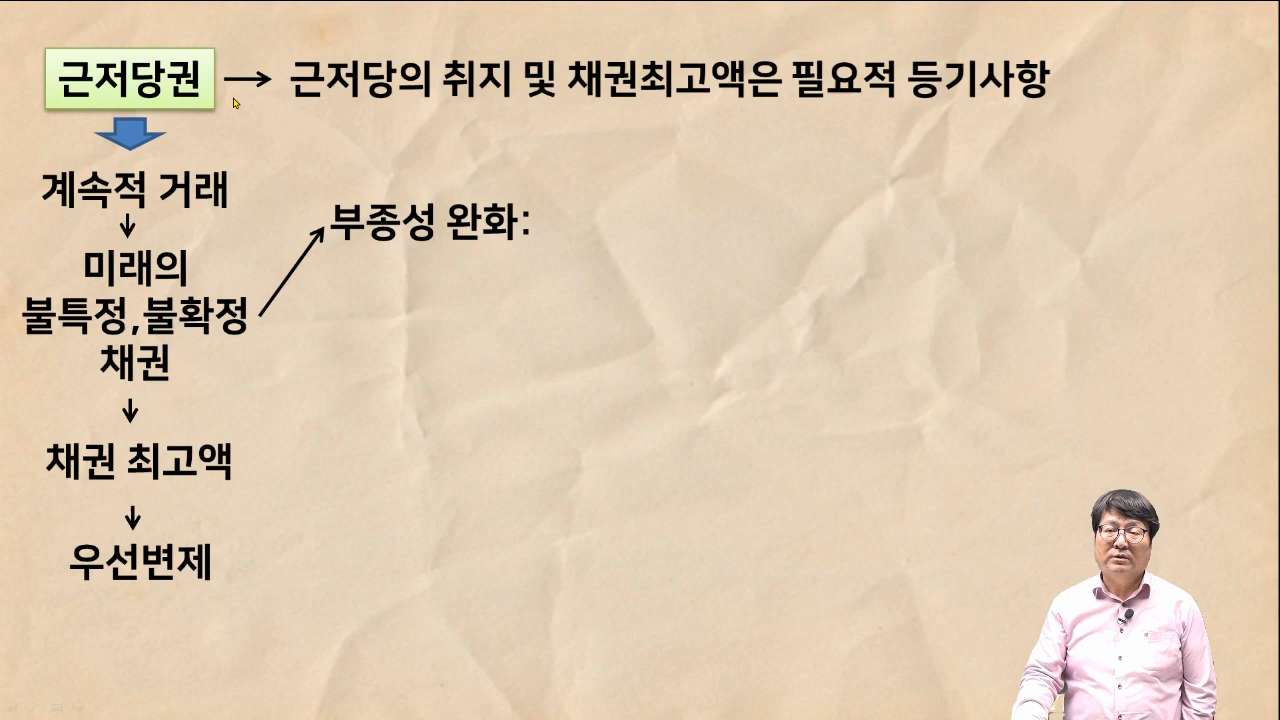 근저당권 → 근저당의 취지 및 채권최고액은 필요적 등기사항
계속적 거래
부종성 완화:
미래의
불특정,불확정
채권
채권 최고액
우선변제